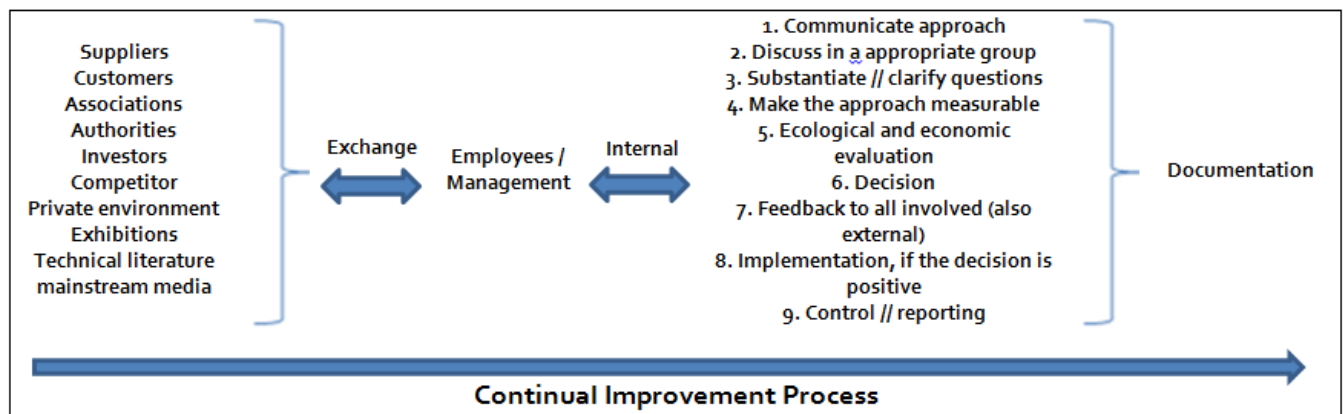 Suppliers
Customers
Associations
Authorities
Investors
Competitor
Private environment
Exhibitions
Technical literature
mainstream media
Exchange
Employees /
Management
Internal
1. Communicate approach
2. Discuss in a appropriate group
3. Substantiate // clarify questions
4. Make the approach measurable
5. Ecological and economic
evaluation
6. Decision
7. Feedback to all involved (also
external)
8. Implementation, if the decision is
positive
9. Control // reporting
Documentation
Continual Improvement Process